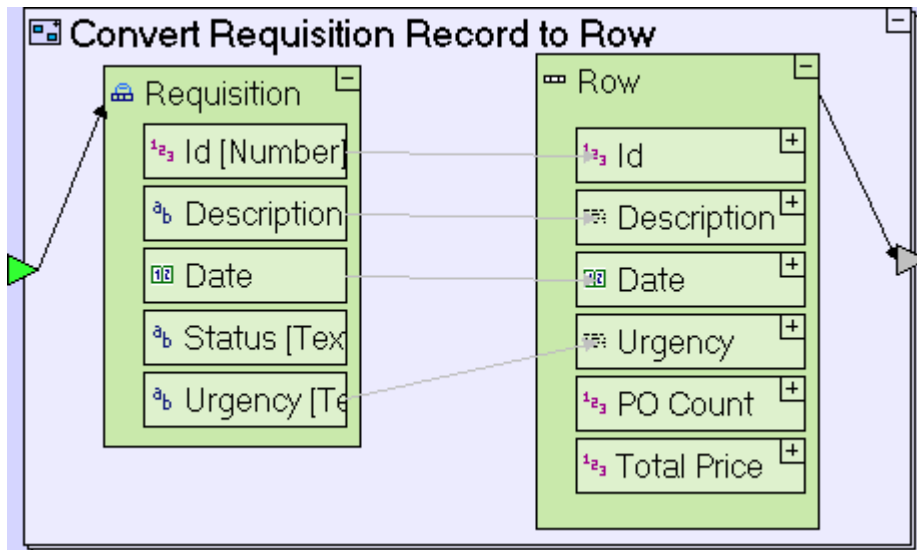 Convert Requisition Record to Row
Requisition
Id [Number]
Description
Date
Status [Tex
Urgency [Te
Row
Id
Description
Date
Urgency
PO Count
Total Price